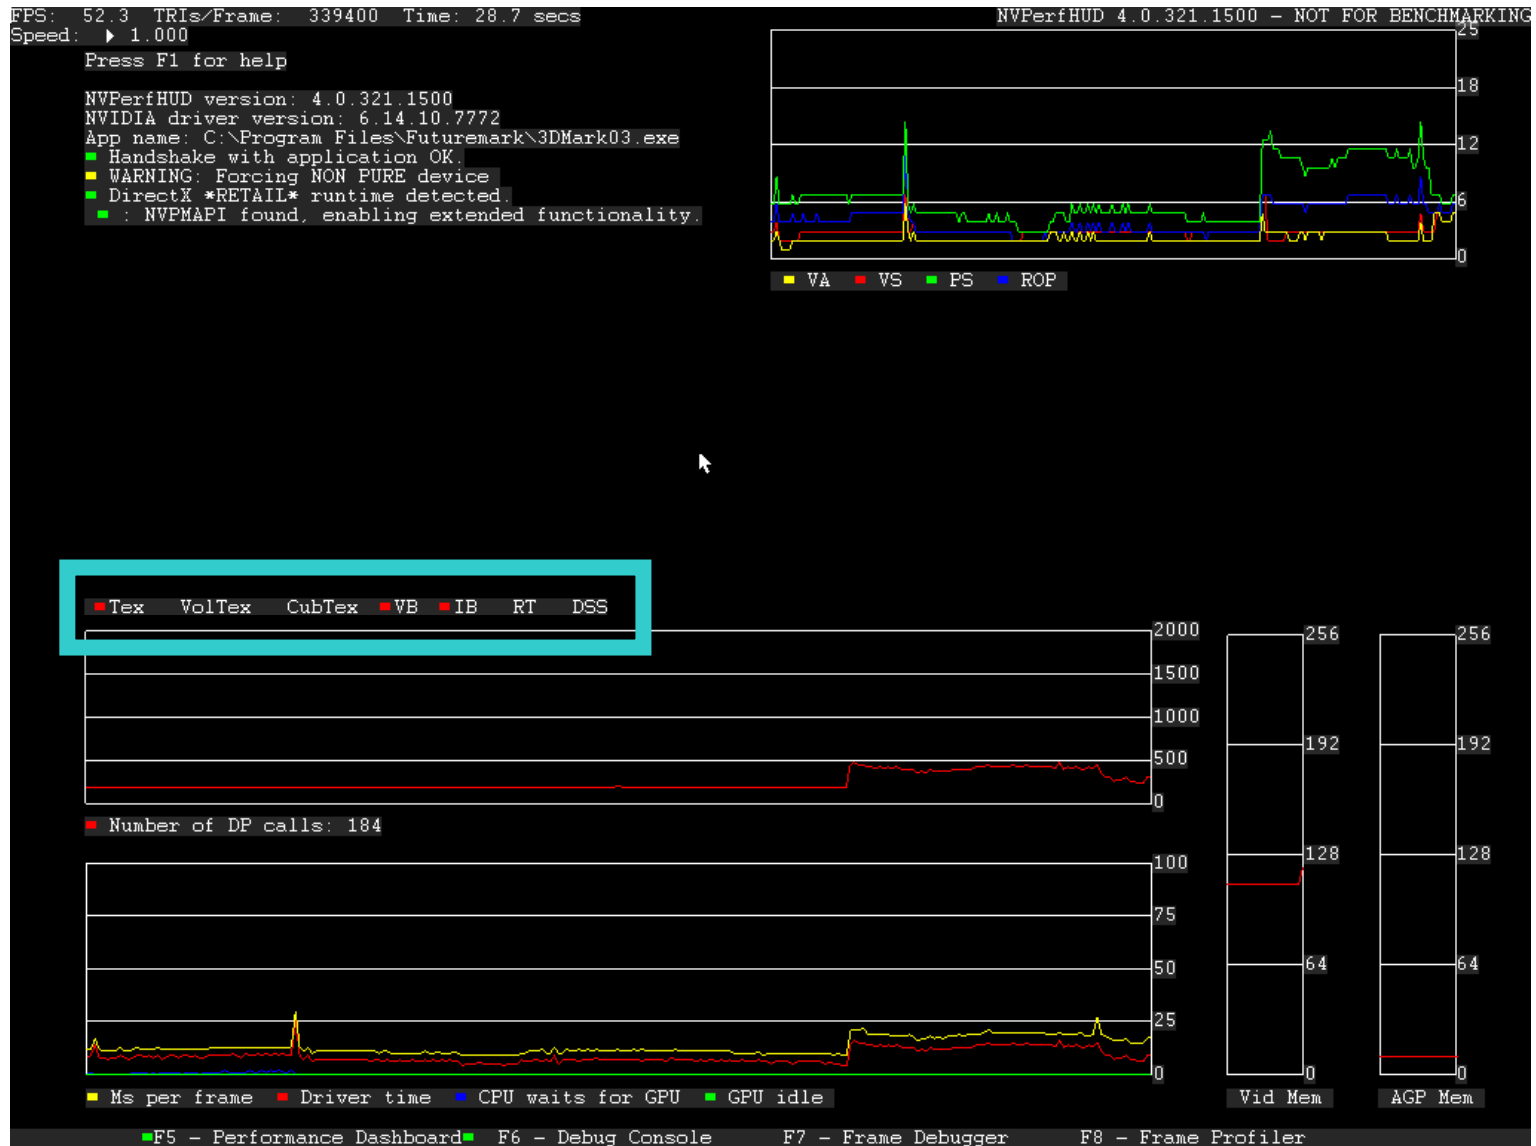 FPS: 52.3 TRIs/Frame: 339400 Time: 28.7 secs
NVPerfHUD 4.0.321.1500 - NOT FOR BENCHMARKING
Speed: 1.000
Press F1 for help
NVPerfHUD version: 4.0.321.1500
NVIDIA driver version: 6.14.10.7772
App name: C:\Program Files\Futuremark\3DMark03.exe
Handshake with application OK.
WARNING: Forcing NON PURE device
DirectX *RETAIL* runtime detected.
: NVPMAPI found, enabling extended functionality.
25
18
12
6
0
VA VS PS ROP
Tex VolTex CubTex VB IB RT DSS
2000
1500
1000
500
0
Number of DP calls: 184
100
75
50
25
0
Ms per frame Driver time CPU waits for GPU GPU idle
256
192
128
64
0
Vid Mem
256
192
128
64
0
AGP Mem
F5 - Performance Dashboard F6 - Debug Console F7 - Frame Debugger F8 - Frame Profiler